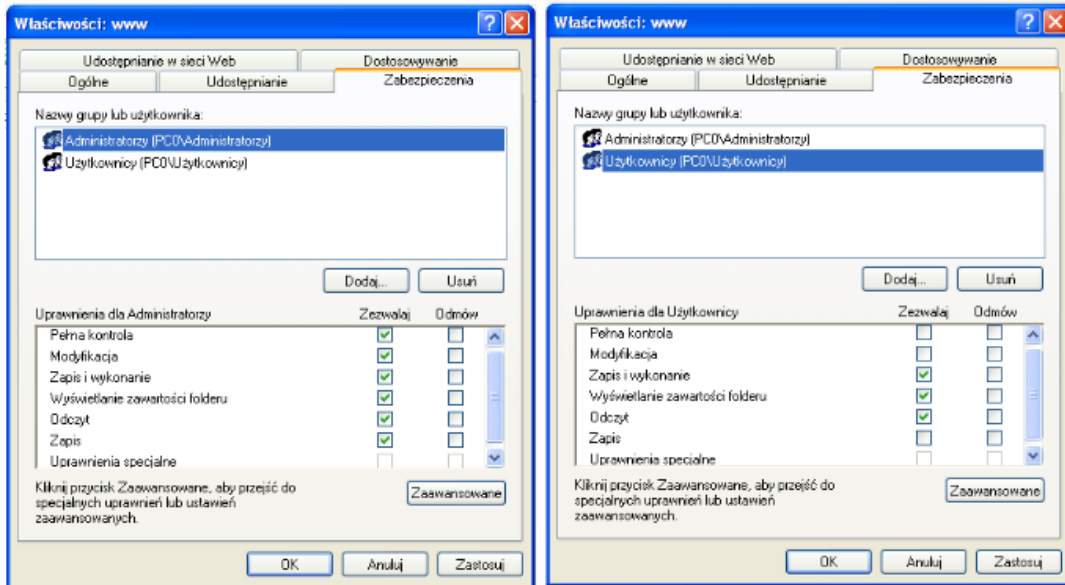 Właściwości: www
Udostępnianie w sieci Web Dostosowywanie
Ogólne Udostępnianie Zabezpieczenia
Nazwy grupy lub użytkownika:
Administratorzy (PC0\Administratorzy)
Użytkownicy (PC0\Użytkownicy)
Dodaj... Usuń
Uprawnienia dla Administratorzy Zezwalaj Odmów
Pełna kontrola
Modyfikacja
Zapis i wykonanie
Wyświetlanie zawartości folderu
Odczyt
Zapis
Uprawnienia specjalne
Kliknij przycisk Zaawansowane, aby przejść do
specjalnych uprawnień lub ustawień
zaawansowanych.
Zaawansowane
OK Anuluj Zastosuj
Właściwości: www
Udostępnianie w sieci Web Dostosowywanie
Ogólne Udostępnianie Zabezpieczenia
Nazwy grupy lub użytkownika:
Administratorzy (PC0\Administratorzy)
Użytkownicy (PC0\Użytkownicy)
Dodaj... Usuń
Uprawnienia dla Użytkownicy Zezwalaj Odmów
Pełna kontrola
Modyfikacja
Zapis i wykonanie
Wyświetlanie zawartości folderu
Odczyt
Zapis
Uprawnienia specjalne
Kliknij przycisk Zaawansowane, aby przejść do
specjalnych uprawnień lub ustawień
zaawansowanych.
Zaawansowane
OK Anuluj Zastosuj